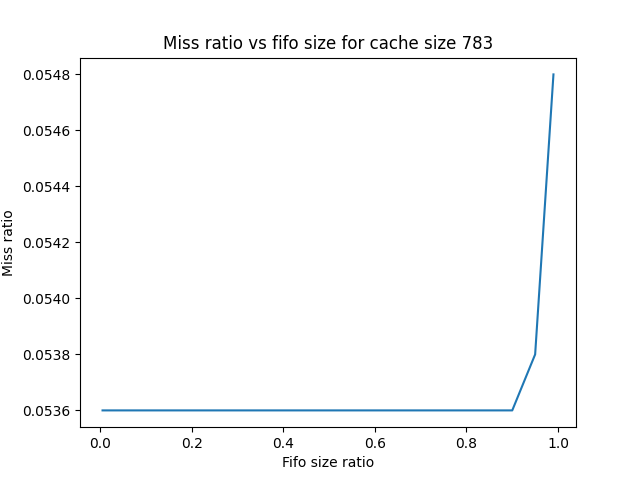 Miss ratio vs fifo size for cache size 783
0.0548
0.0546
0.0544
0.0542
0.0540
0.0538
0.0536
Miss ratio
0.0 0.2 0.4 0.6 0.8 1.0
Fifo size ratio